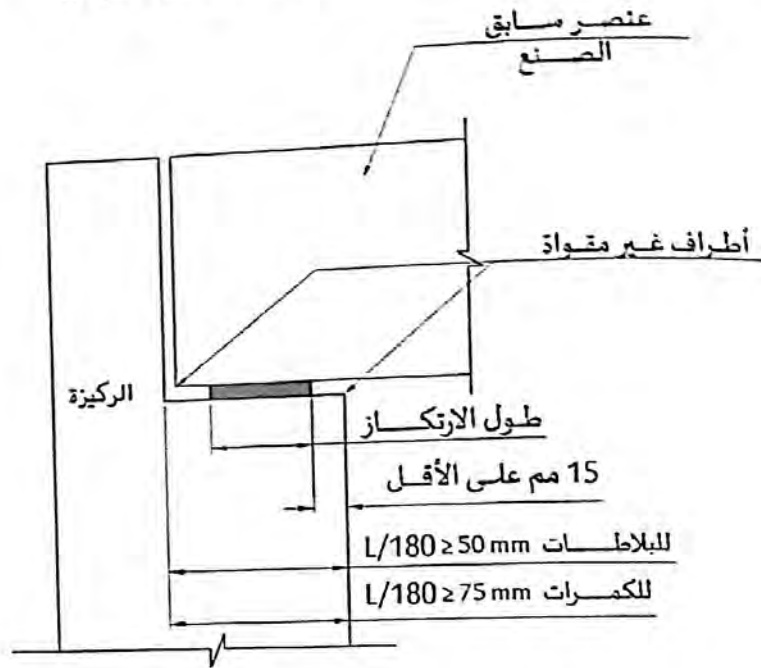 عنصر سابق
الصنع
أطراف غير مقواة
الركيزة
طول الارتكاز
15 مم على الأقل
للبلاطات L/180 ≥ 50 mm
للكمرات L/180 ≥ 75 mm